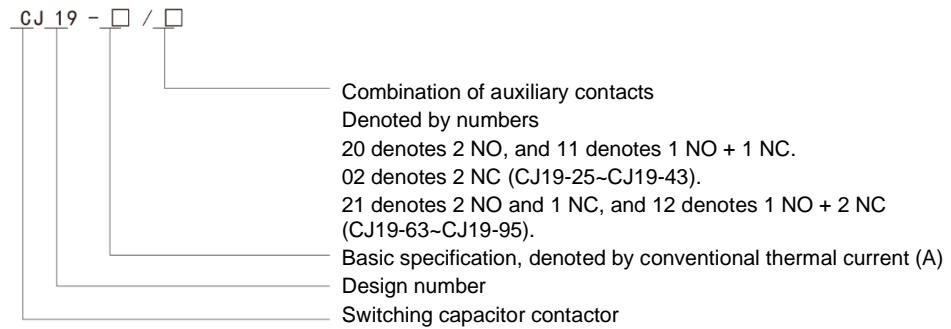 CJ 19 - □ / □
Combination of auxiliary contacts
Denoted by numbers
20 denotes 2 NO, and 11 denotes 1 NO + 1 NC.
02 denotes 2 NC (CJ19-25~CJ19-43).
21 denotes 2 NO and 1 NC, and 12 denotes 1 NO + 2 NC
(CJ19-63~CJ19-95).
Basic specification, denoted by conventional thermal current (A)
Design number
Switching capacitor contactor